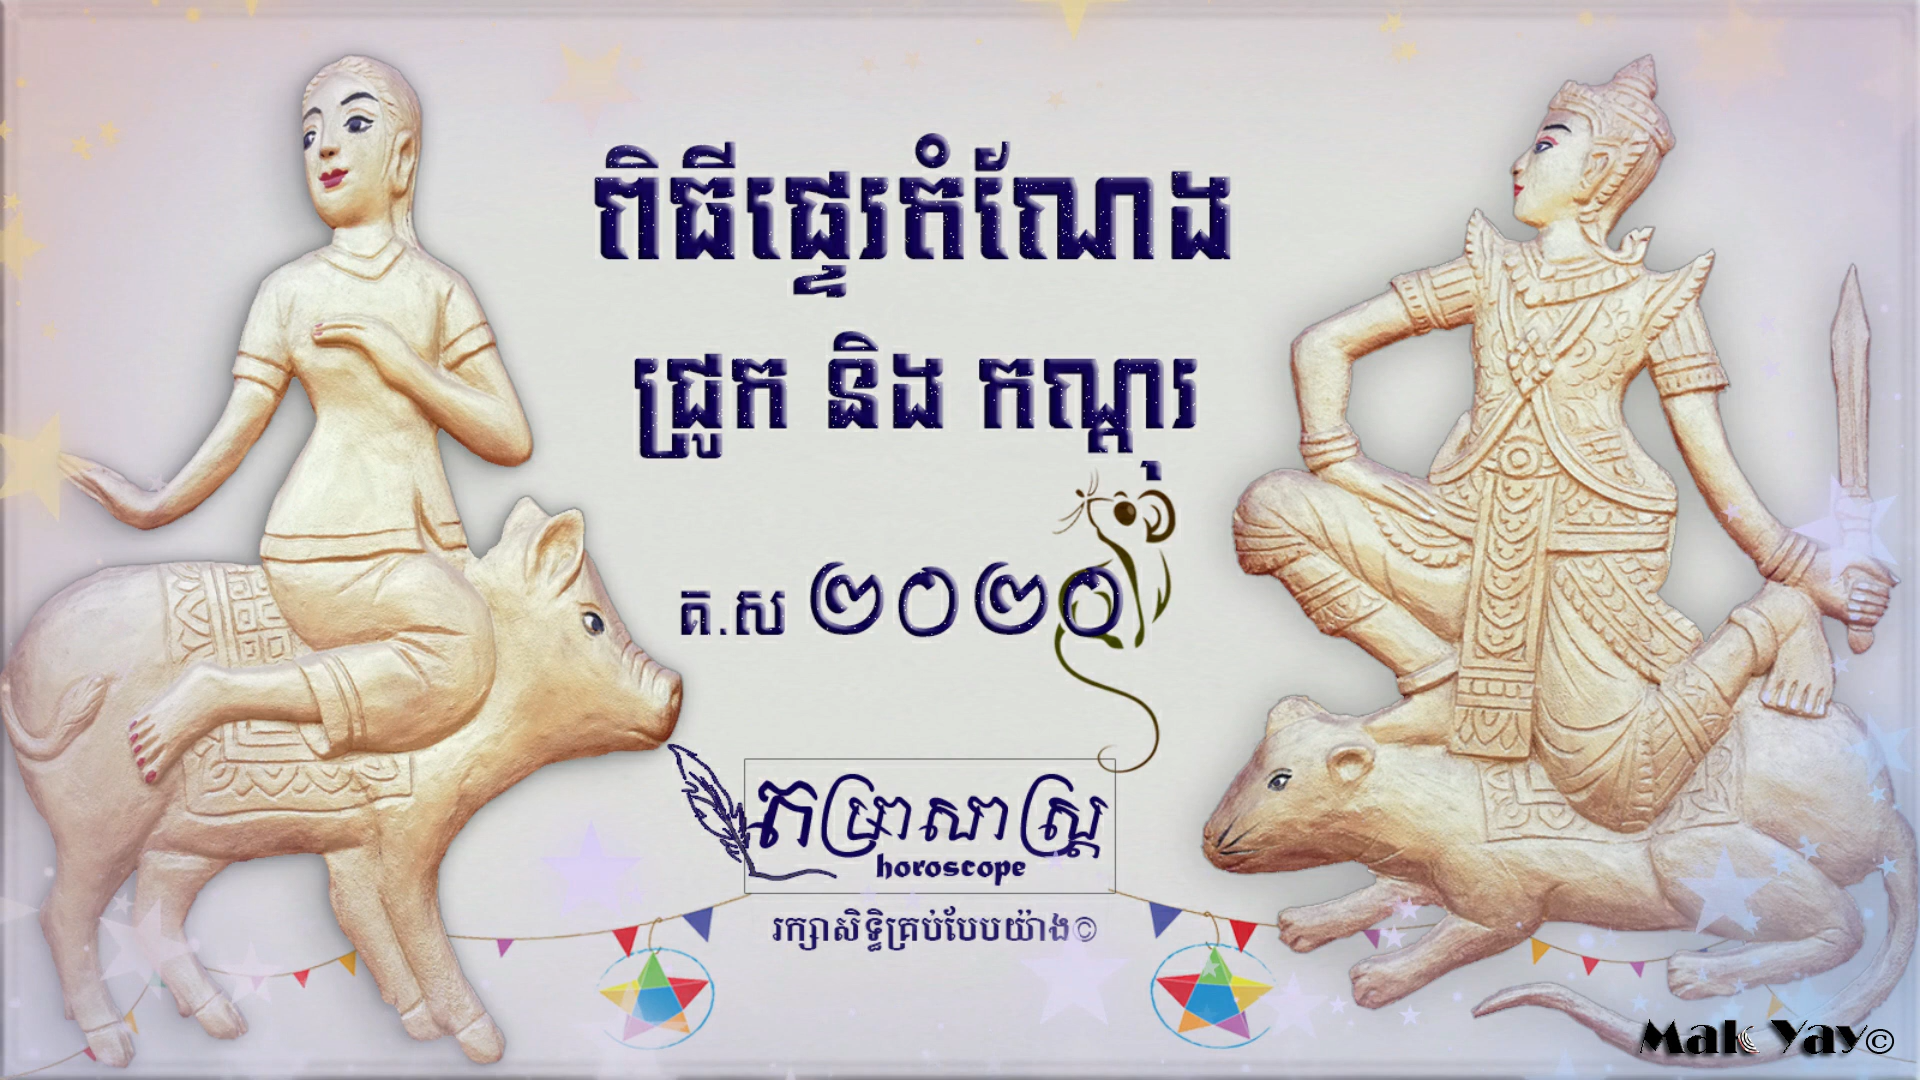 ពិធីផ្ទេរតំណែង
ជ្រូក និង កណ្ដុរ
គ.ស ២០២០
តម្រាសាស្ត្រ
horoscope
រក្សាសិទ្ធិគ្រប់បែបយ៉ាង©
Mak Yay©